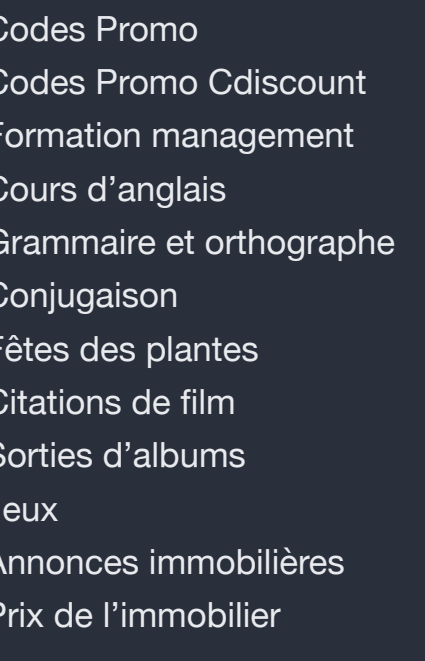 Codes Promo
Codes Promo Cdiscount
Formation management
Cours d’anglais
Grammaire et orthographe
Conjugaison
Fêtes des plantes
Citations de film
Sorties d’albums
Jeux
Annonces immobilières
Prix de l’immobilier